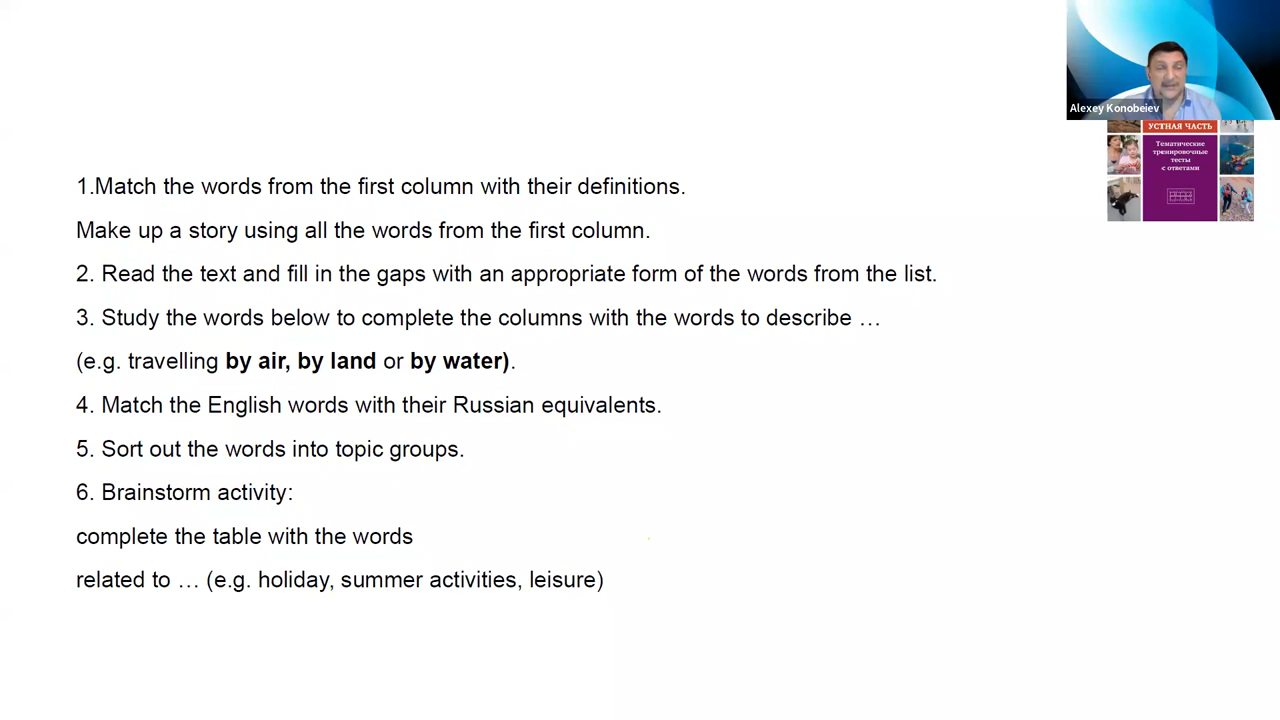 Alexey Konobeiev
УСТНАЯ ЧАСТЬ
Тематические
тренировочные
тесты
с ответами
1.Match the words from the first column with their definitions.
Make up a story using all the words from the first column.
2. Read the text and fill in the gaps with an appropriate form of the words from the list.
3. Study the words below to complete the columns with the words to describe …
(e.g. travelling by air, by land or by water).
4. Match the English words with their Russian equivalents.
5. Sort out the words into topic groups.
6. Brainstorm activity:
complete the table with the words
related to … (e.g. holiday, summer activities, leisure)